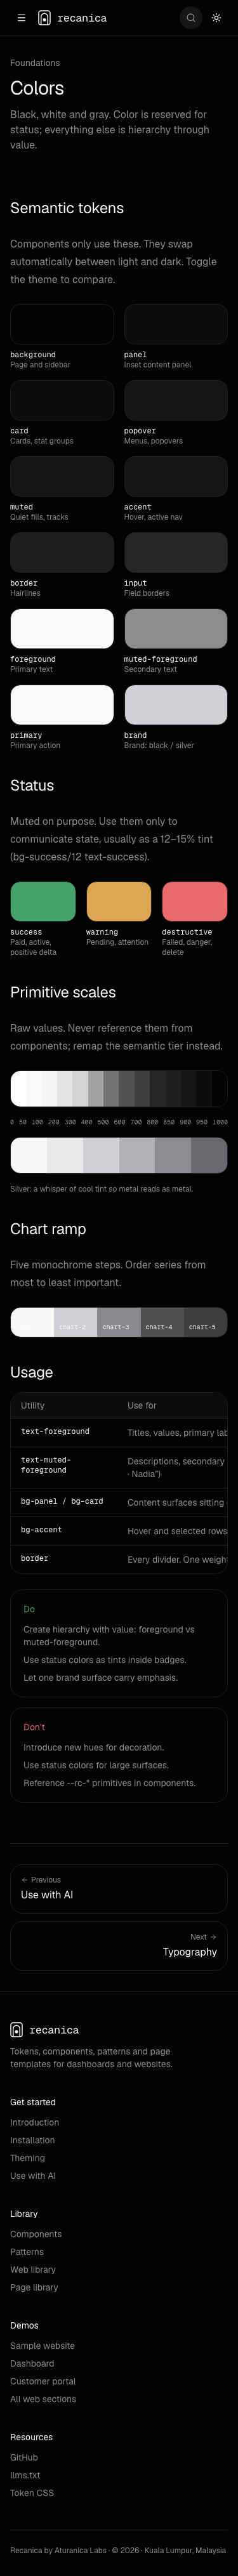 recanica
Foundations
Colors
Black, white and gray. Color is reserved for
status; everything else is hierarchy through
value.
Semantic tokens
Components only use these. They swap
automatically between light and dark. Toggle
the theme to compare.
background
Page and sidebar
panel
Inset content panel
card
Cards, stat groups
popover
Menus, popovers
muted
Quiet fills, tracks
accent
Hover, active nav
border
Hairlines
input
Field borders
foreground
Primary text
muted-foreground
Secondary text
primary
Primary action
brand
Brand: black / silver
Status
Muted on purpose. Use them only to
communicate state, usually as a 12–15% tint
(bg-success/12 text-success).
success
Paid, active,
positive delta
warning
Pending, attention
destructive
Failed, danger,
delete
Primitive scales
Raw values. Never reference them from
components; remap the semantic tier instead.
0 50 100 200 300 400 500 600 700 800 850 900 950 1000
Silver: a whisper of cool tint so metal reads as metal.
Chart ramp
Five monochrome steps. Order series from
most to least important.
chart-2 chart-3 chart-4 chart-5
Usage
Utility Use for
text-foreground Titles, values, primary lab
text-muted-
foreground
Descriptions, secondary
· Nadia")
bg-panel / bg-card Content surfaces sitting
bg-accent Hover and selected rows
border Every divider. One weight
Do
Create hierarchy with value: foreground vs
muted-foreground.
Use status colors as tints inside badges.
Let one brand surface carry emphasis.
Don't
Introduce new hues for decoration.
Use status colors for large surfaces.
Reference --rc-* primitives in components.
← Previous
Use with AI
Next →
Typography
recanica
Tokens, components, patterns and page
templates for dashboards and websites.
Get started
Introduction
Installation
Theming
Use with AI
Library
Components
Patterns
Web library
Page library
Demos
Sample website
Dashboard
Customer portal
All web sections
Resources
GitHub
llms.txt
Token CSS
Recanica by Aturanica Labs · © 2026 · Kuala Lumpur, Malaysia